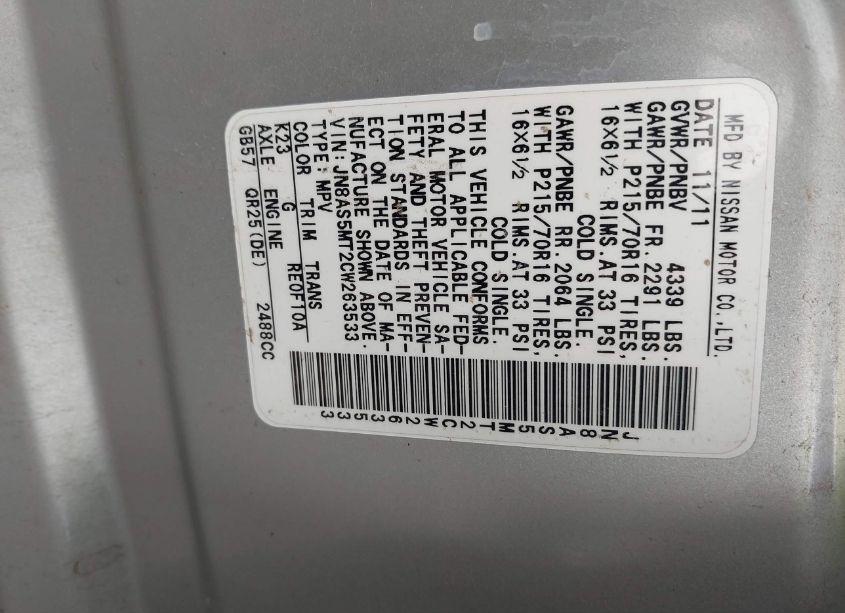 MFD BY NISSAN MOTOR CO.,LTD.
DATE 11/11
GVWR/PNBV 4339 LBS.
GAWR/PNBE FR. 2291 LBS.
WITH P215/70R16 TIRES,
16X6½ RIMS.AT 33 PSI
COLD SINGLE.
GAWR/PNBE RR. 2064 LBS.
WITH P215/70R16 TIRES,
16X6½ RIMS.AT 33 PSI
COLD SINGLE.
THIS VEHICLE CONFORMS
TO ALL APPLICABLE FED-
ERAL MOTOR VEHICLE SA-
FETY AND THEFT PREVEN-
TION STANDARDS IN EFF-
ECT ON THE DATE OF MA-
NUFACTURE SHOWN ABOVE.
VIN:JN8AS5MT2CW263533
TYPE:MPV
COLOR TRIM TRANS
K23 G RE0F10A
AXLE ENGINE
GB57 QR25(DE) 2488CC
JN8AS5MT2CW263533